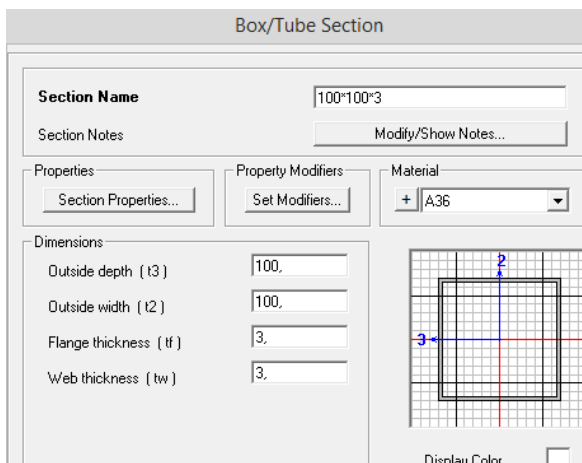 Box/Tube Section
Section Name 100*100*3
Section Notes Modify/Show Notes...
Properties Property Modifiers Material
Section Properties... Set Modifiers... + A36
Dimensions
Outside depth ( t3 ) 100,
2
Outside width ( t2 ) 100,
Flange thickness ( tf ) 3,
3
Web thickness ( tw ) 3,
Display Color